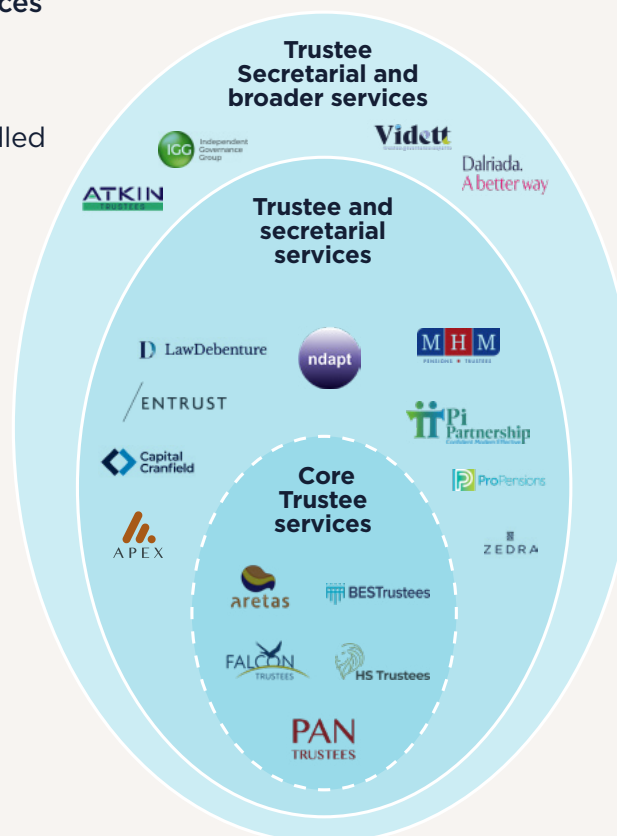 ces
lled
Trustee
Secretarial and
broader services
IGG
Independent
Governance
Group
Vidett
Dalriada.
A better way
ATKIN
TRUSTEES
Trustee and
secretarial
services
LawDebenture
ndapt
MHM
PENSIONS TRUSTEES
ENTRUST
Pi
Partnership
Capital
Cranfield
ProPensions
APEX
ZEDRA
Core
Trustee
services
aretas
BESTrustees
FALCON
TRUSTEES
HS Trustees
PAN
TRUSTEES